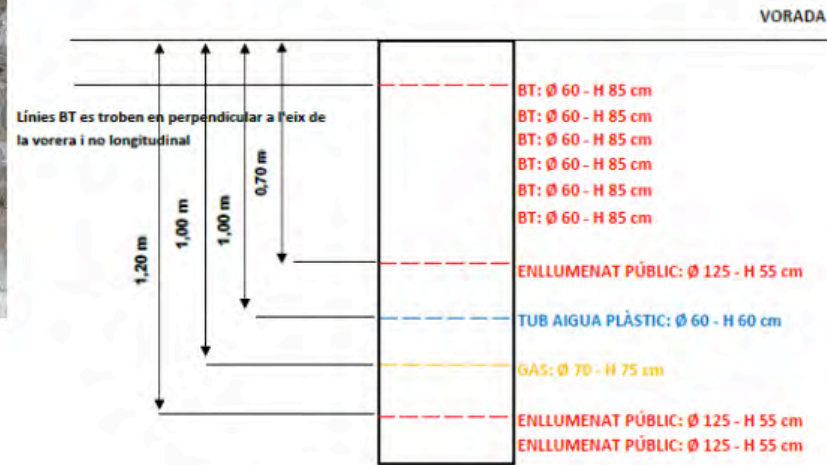 VORADA
BT: Ø 60 - H 85 cm
Línies BT es troben en perpendicular a l'eix de
la vorera i no longitudinal
BT: Ø 60 - H 85 cm
BT: Ø 60 - H 85 cm
BT: Ø 60 - H 85 cm
BT: Ø 60 - H 85 cm
BT: Ø 60 - H 85 cm
1,20 m
1,00 m
1,00 m
0,70 m
ENLLUMENAT PÚBLIC: Ø 125 - H 55 cm
TUB AIGUA PLÀSTIC: Ø 60 - H 60 cm
GAS: Ø 70 - H 75 cm
ENLLUMENAT PÚBLIC: Ø 125 - H 55 cm
ENLLUMENAT PÚBLIC: Ø 125 - H 55 cm